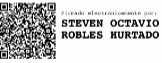 Firmado electrónicamente por:
STEVEN OCTAVIO
ROBLES HURTADO